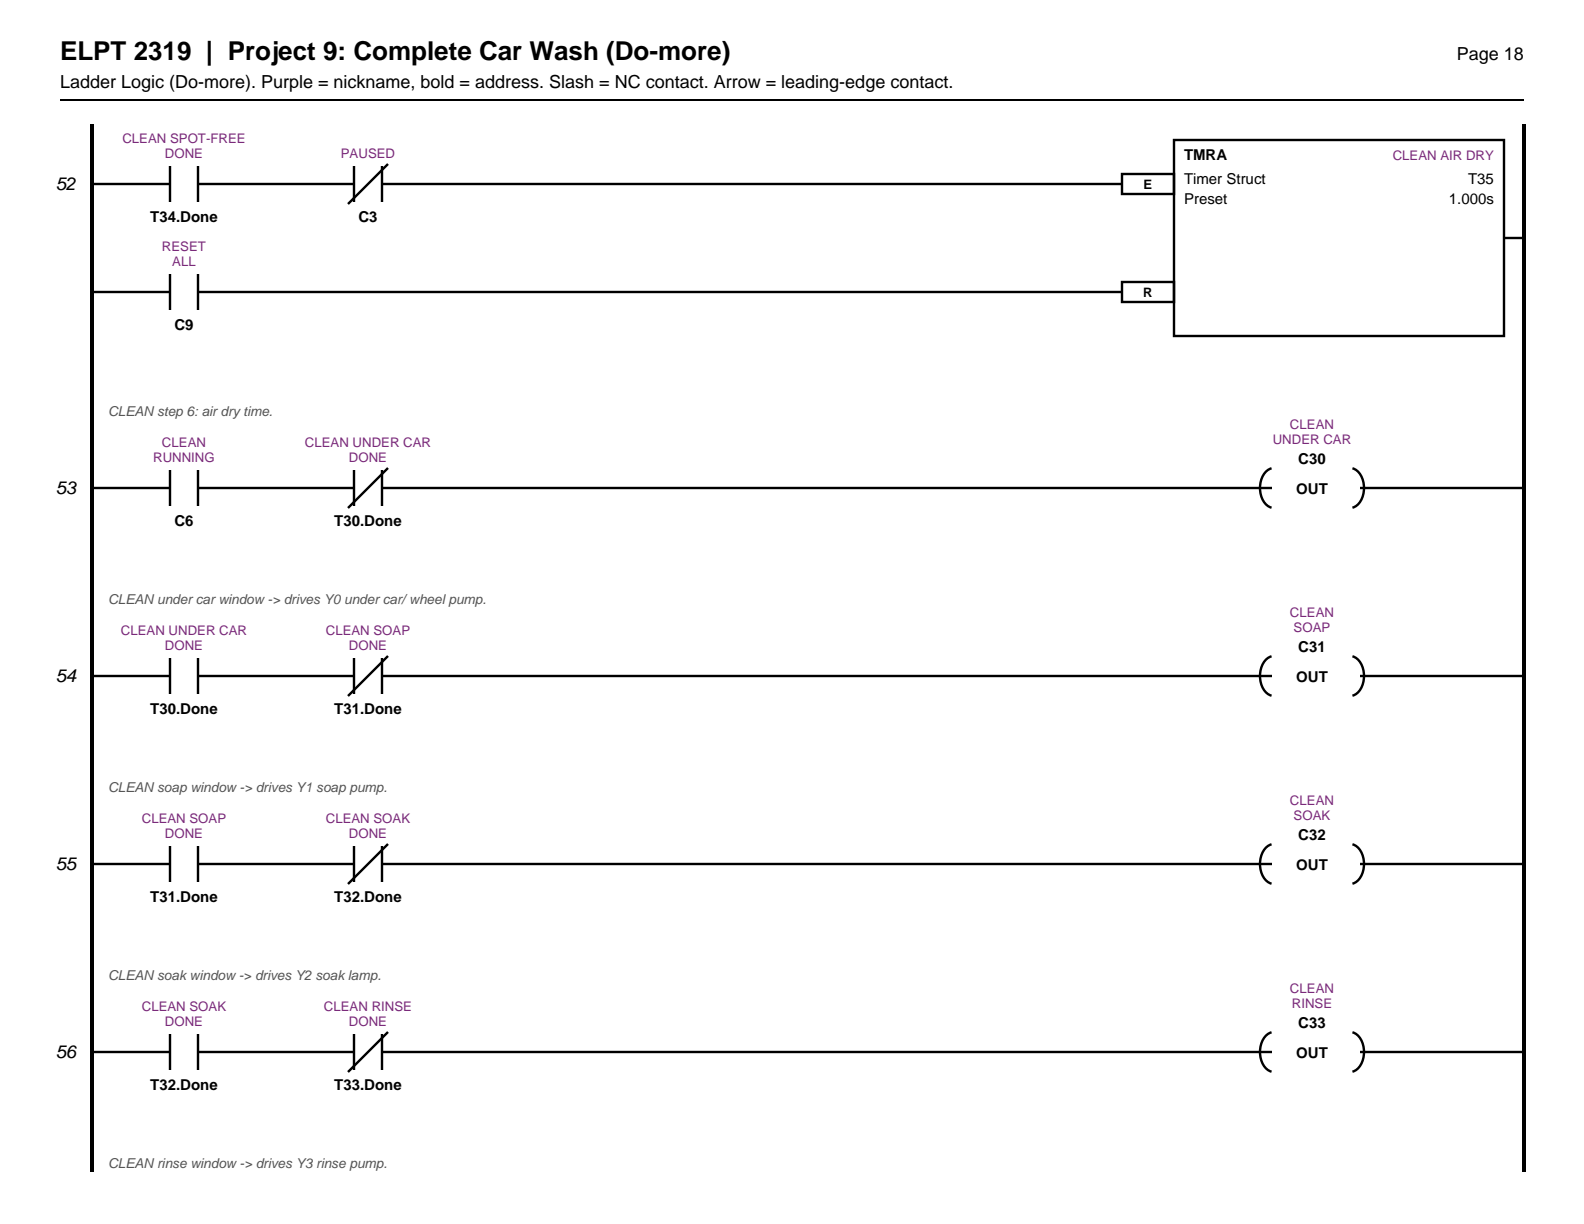 ELPT 2319 | Project 9: Complete Car Wash (Do-more)
Page 18
Ladder Logic (Do-more). Purple = nickname, bold = address. Slash = NC contact. Arrow = leading-edge contact.
52
CLEAN SPOT-FREE
DONE
T34.Done
PAUSED
C3
E
TMRA CLEAN AIR DRY
Timer Struct T35
Preset 1.000s
RESET
ALL
C9
R
CLEAN step 6: air dry time.
53
CLEAN
RUNNING
C6
CLEAN UNDER CAR
DONE
T30.Done
CLEAN
UNDER CAR
C30
OUT
CLEAN under car window -> drives Y0 under car/ wheel pump.
54
CLEAN UNDER CAR
DONE
T30.Done
CLEAN SOAP
DONE
T31.Done
CLEAN
SOAP
C31
OUT
CLEAN soap window -> drives Y1 soap pump.
55
CLEAN SOAP
DONE
T31.Done
CLEAN SOAK
DONE
T32.Done
CLEAN
SOAK
C32
OUT
CLEAN soak window -> drives Y2 soak lamp.
56
CLEAN SOAK
DONE
T32.Done
CLEAN RINSE
DONE
T33.Done
CLEAN
RINSE
C33
OUT
CLEAN rinse window -> drives Y3 rinse pump.